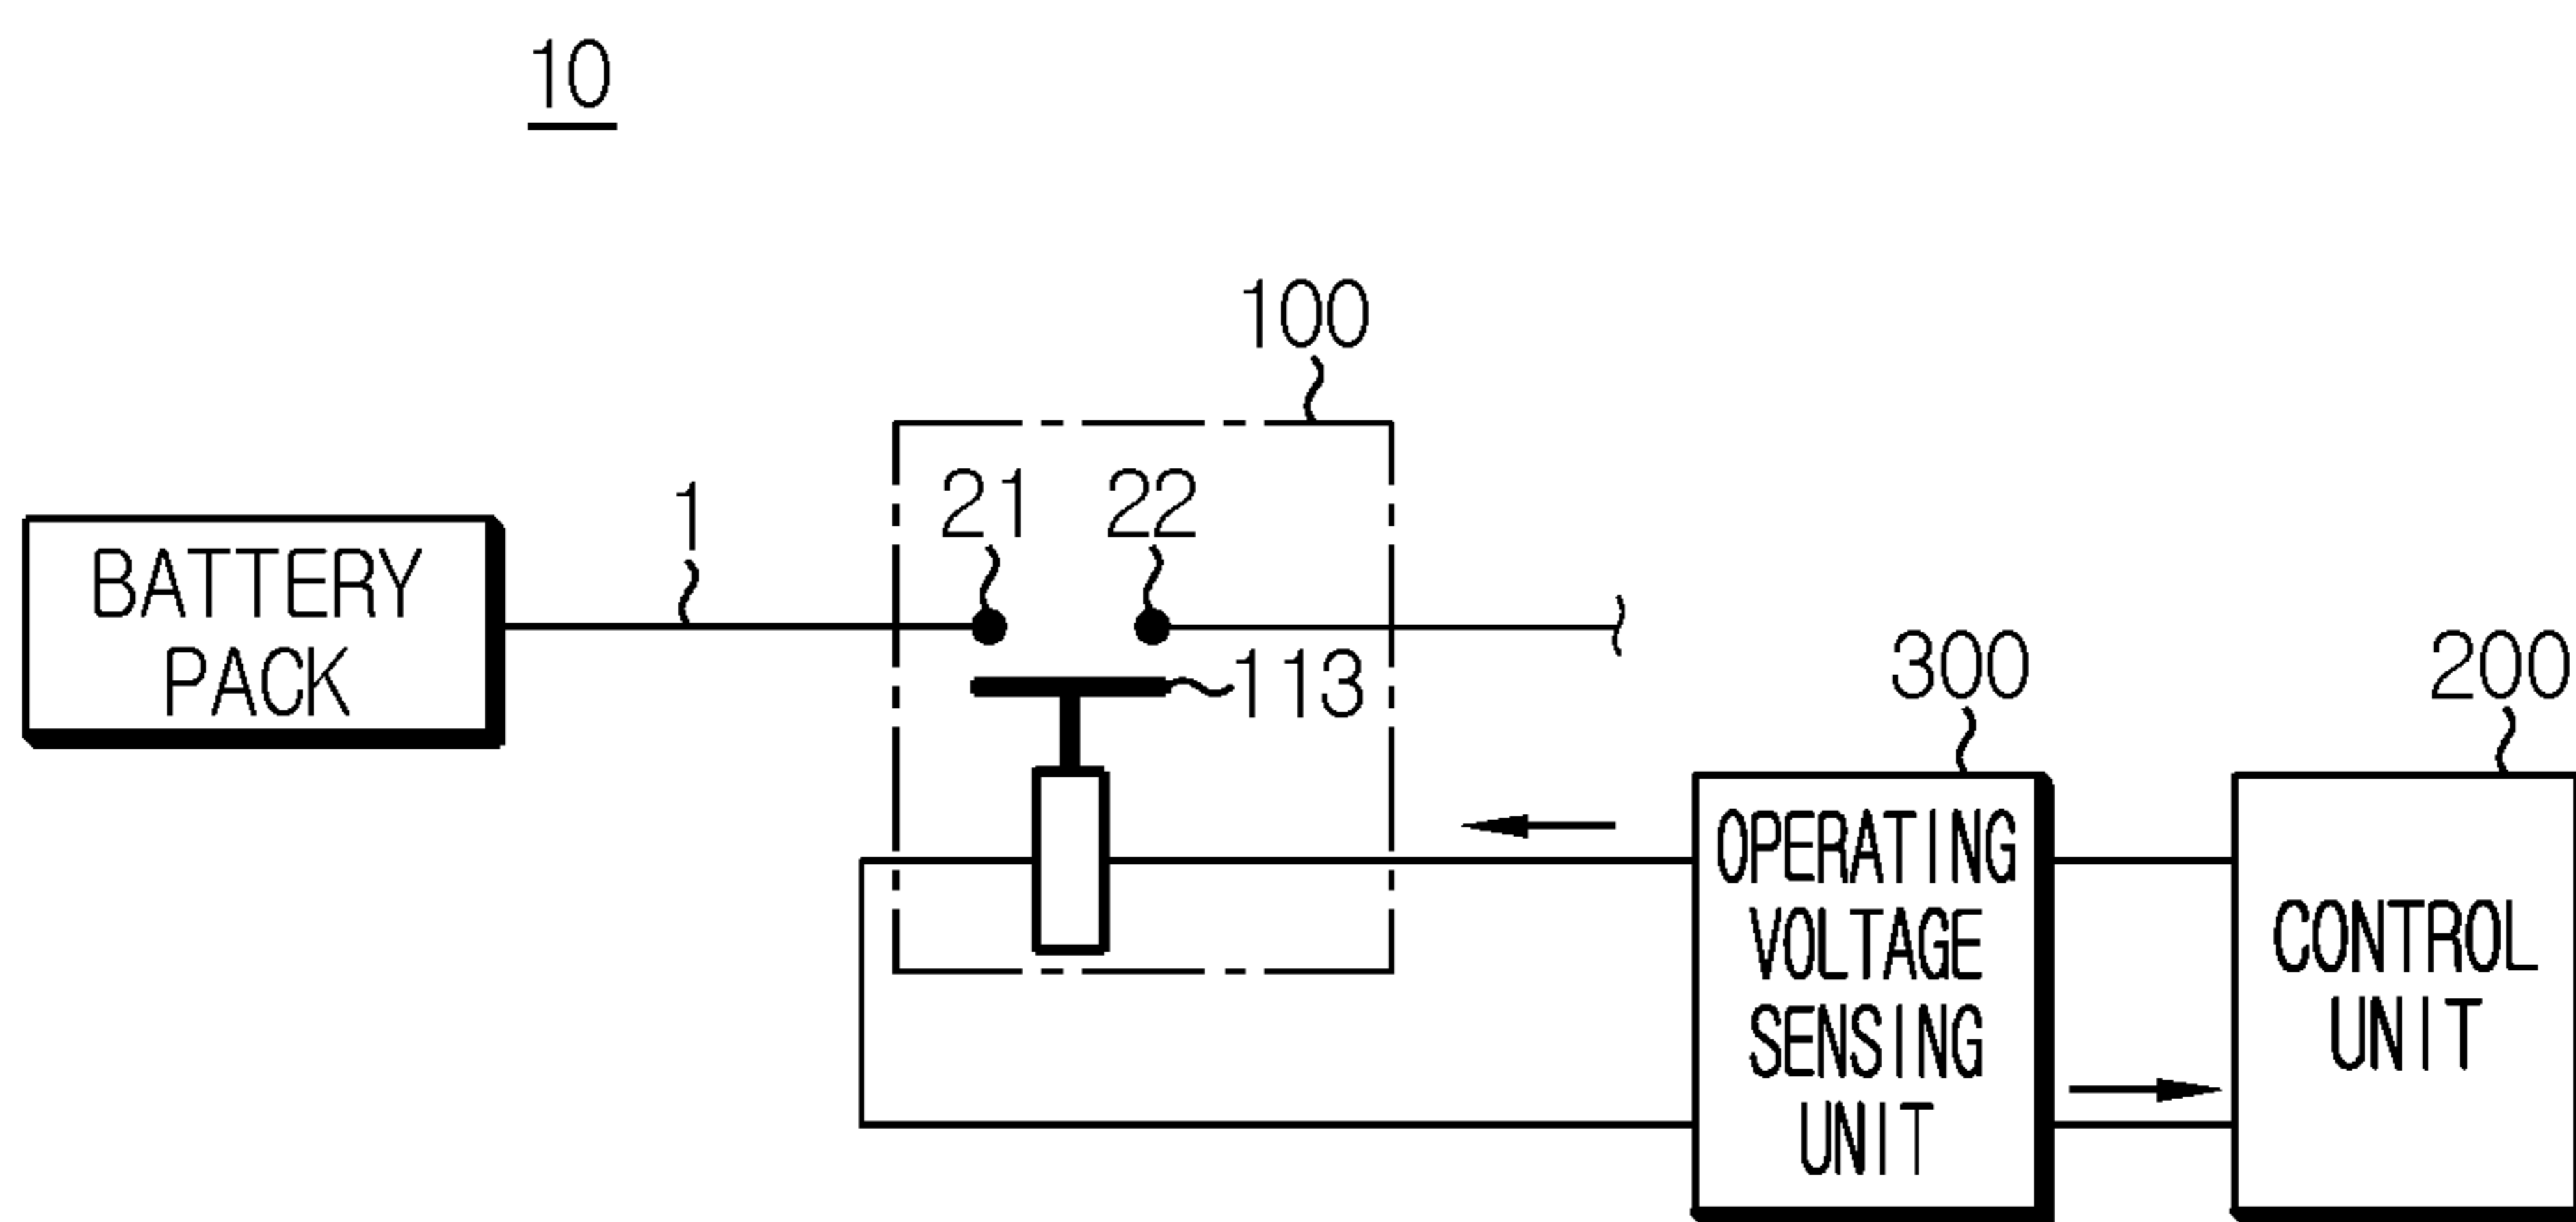 10
100
21
22
1
BATTERY
PACK
113
300
200
OPERATING
VOLTAGE
SENSING
UNIT
CONTROL
UNIT